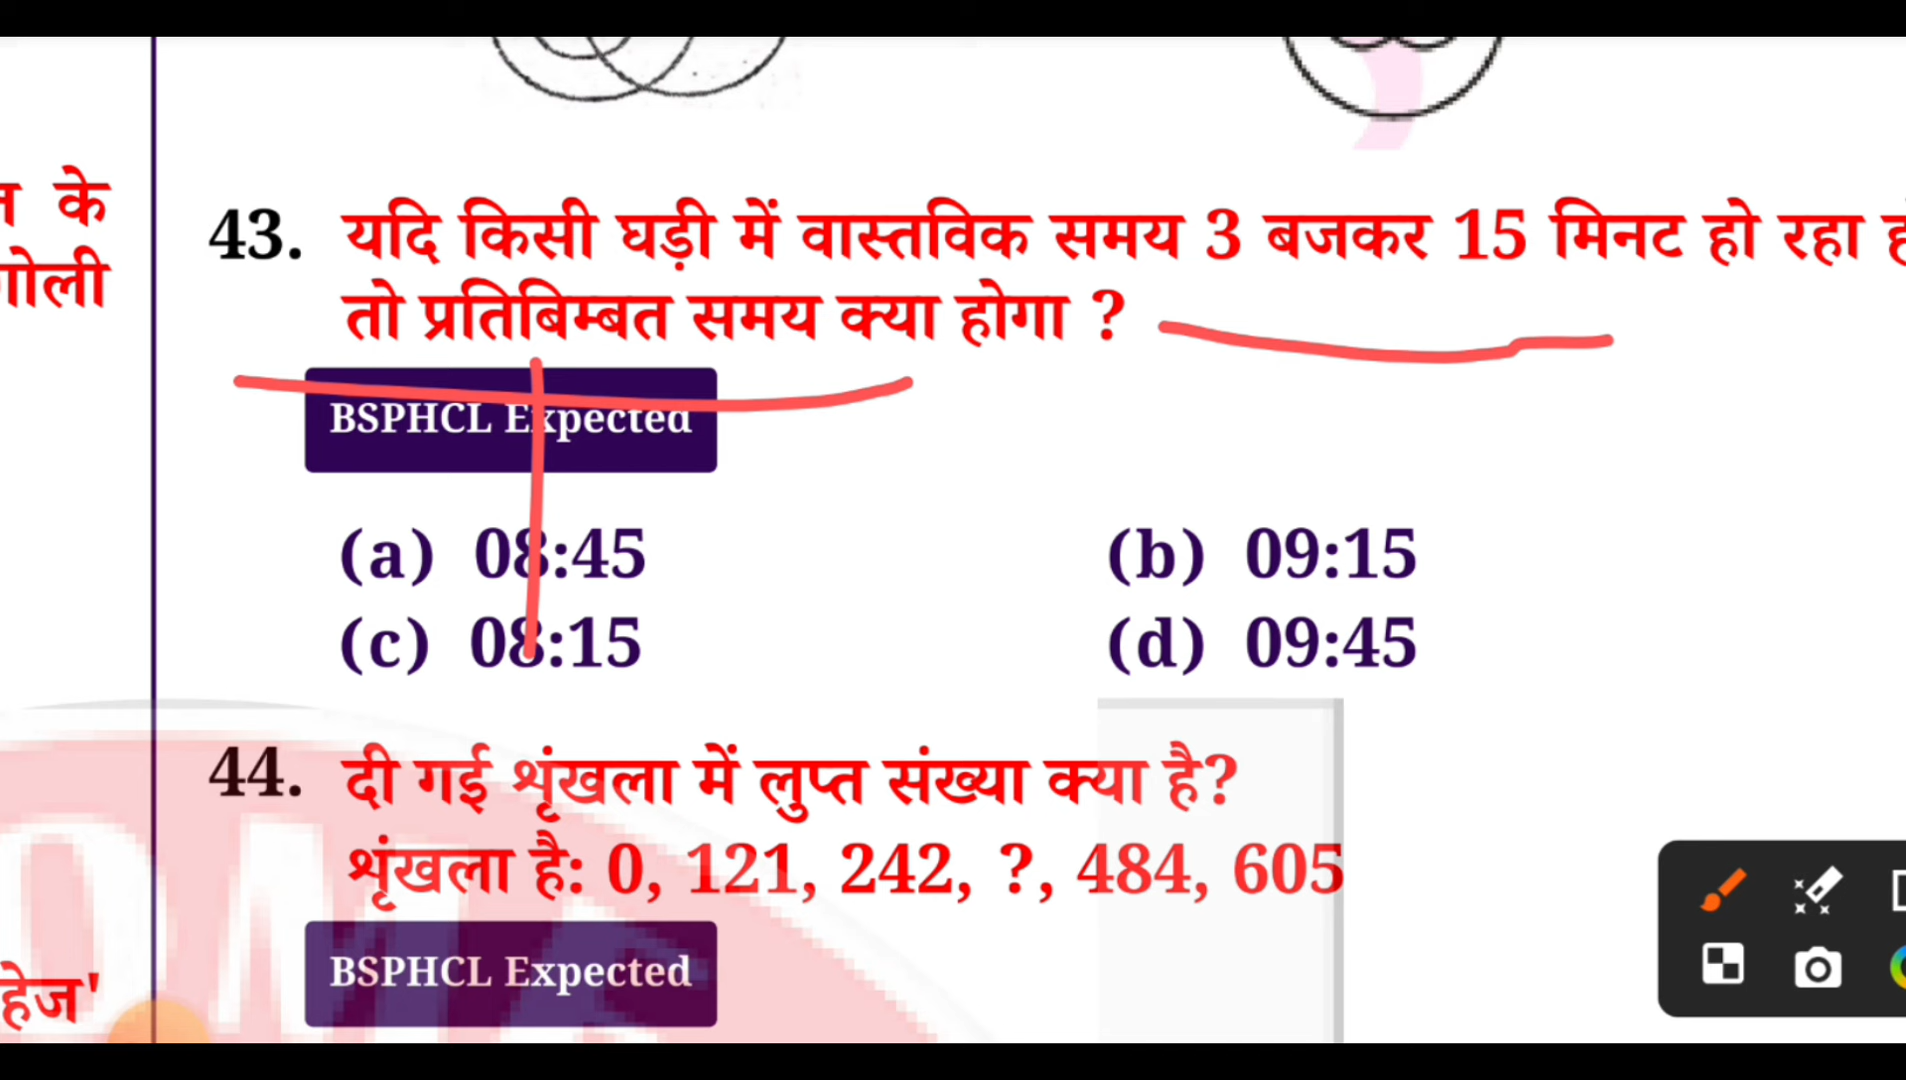 के
गोली
43. यदि किसी घड़ी में वास्तविक समय 3 बजकर 15 मिनट हो रहा
तो प्रतिबिम्बत समय क्या होगा ?
BSPHCL Expected
(a) 08:45 (b) 09:15
(c) 08:15 (d) 09:45
44. दी गई श्रृंखला में लुप्त संख्या क्या है?
श्रृंखला है: 0, 121, 242, ?, 484, 605
BSPHCL Expected
हेज'